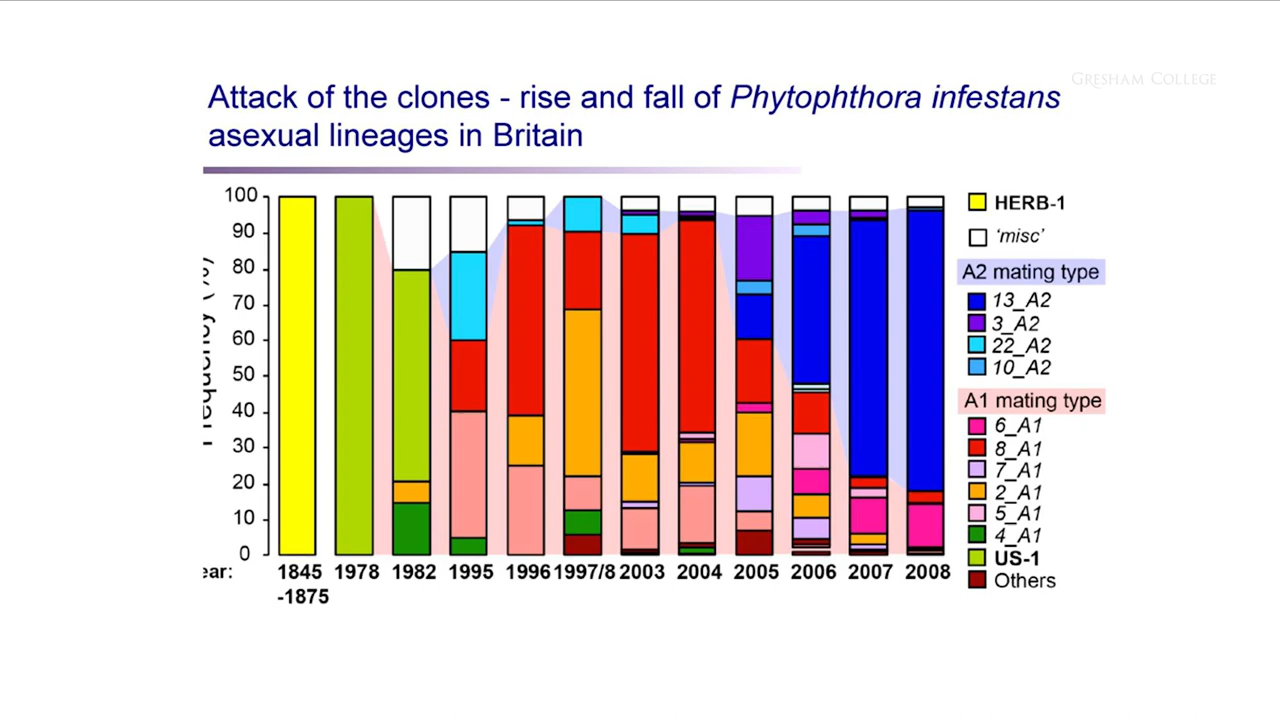 GRESHAM COLLEGE
Attack of the clones - rise and fall of Phytophthora infestans
asexual lineages in Britain
100
90
80
70
60
50
40
30
20
10
0
ear:
1845 1978 1982 1995 1996 1997/8 2003 2004 2005 2006 2007 2008
-1875
HERB-1
'misc'
A2 mating type
13_A2
3_A2
22_A2
10_A2
A1 mating type
6_A1
8_A1
7_A1
2_A1
5_A1
4_A1
US-1
Others